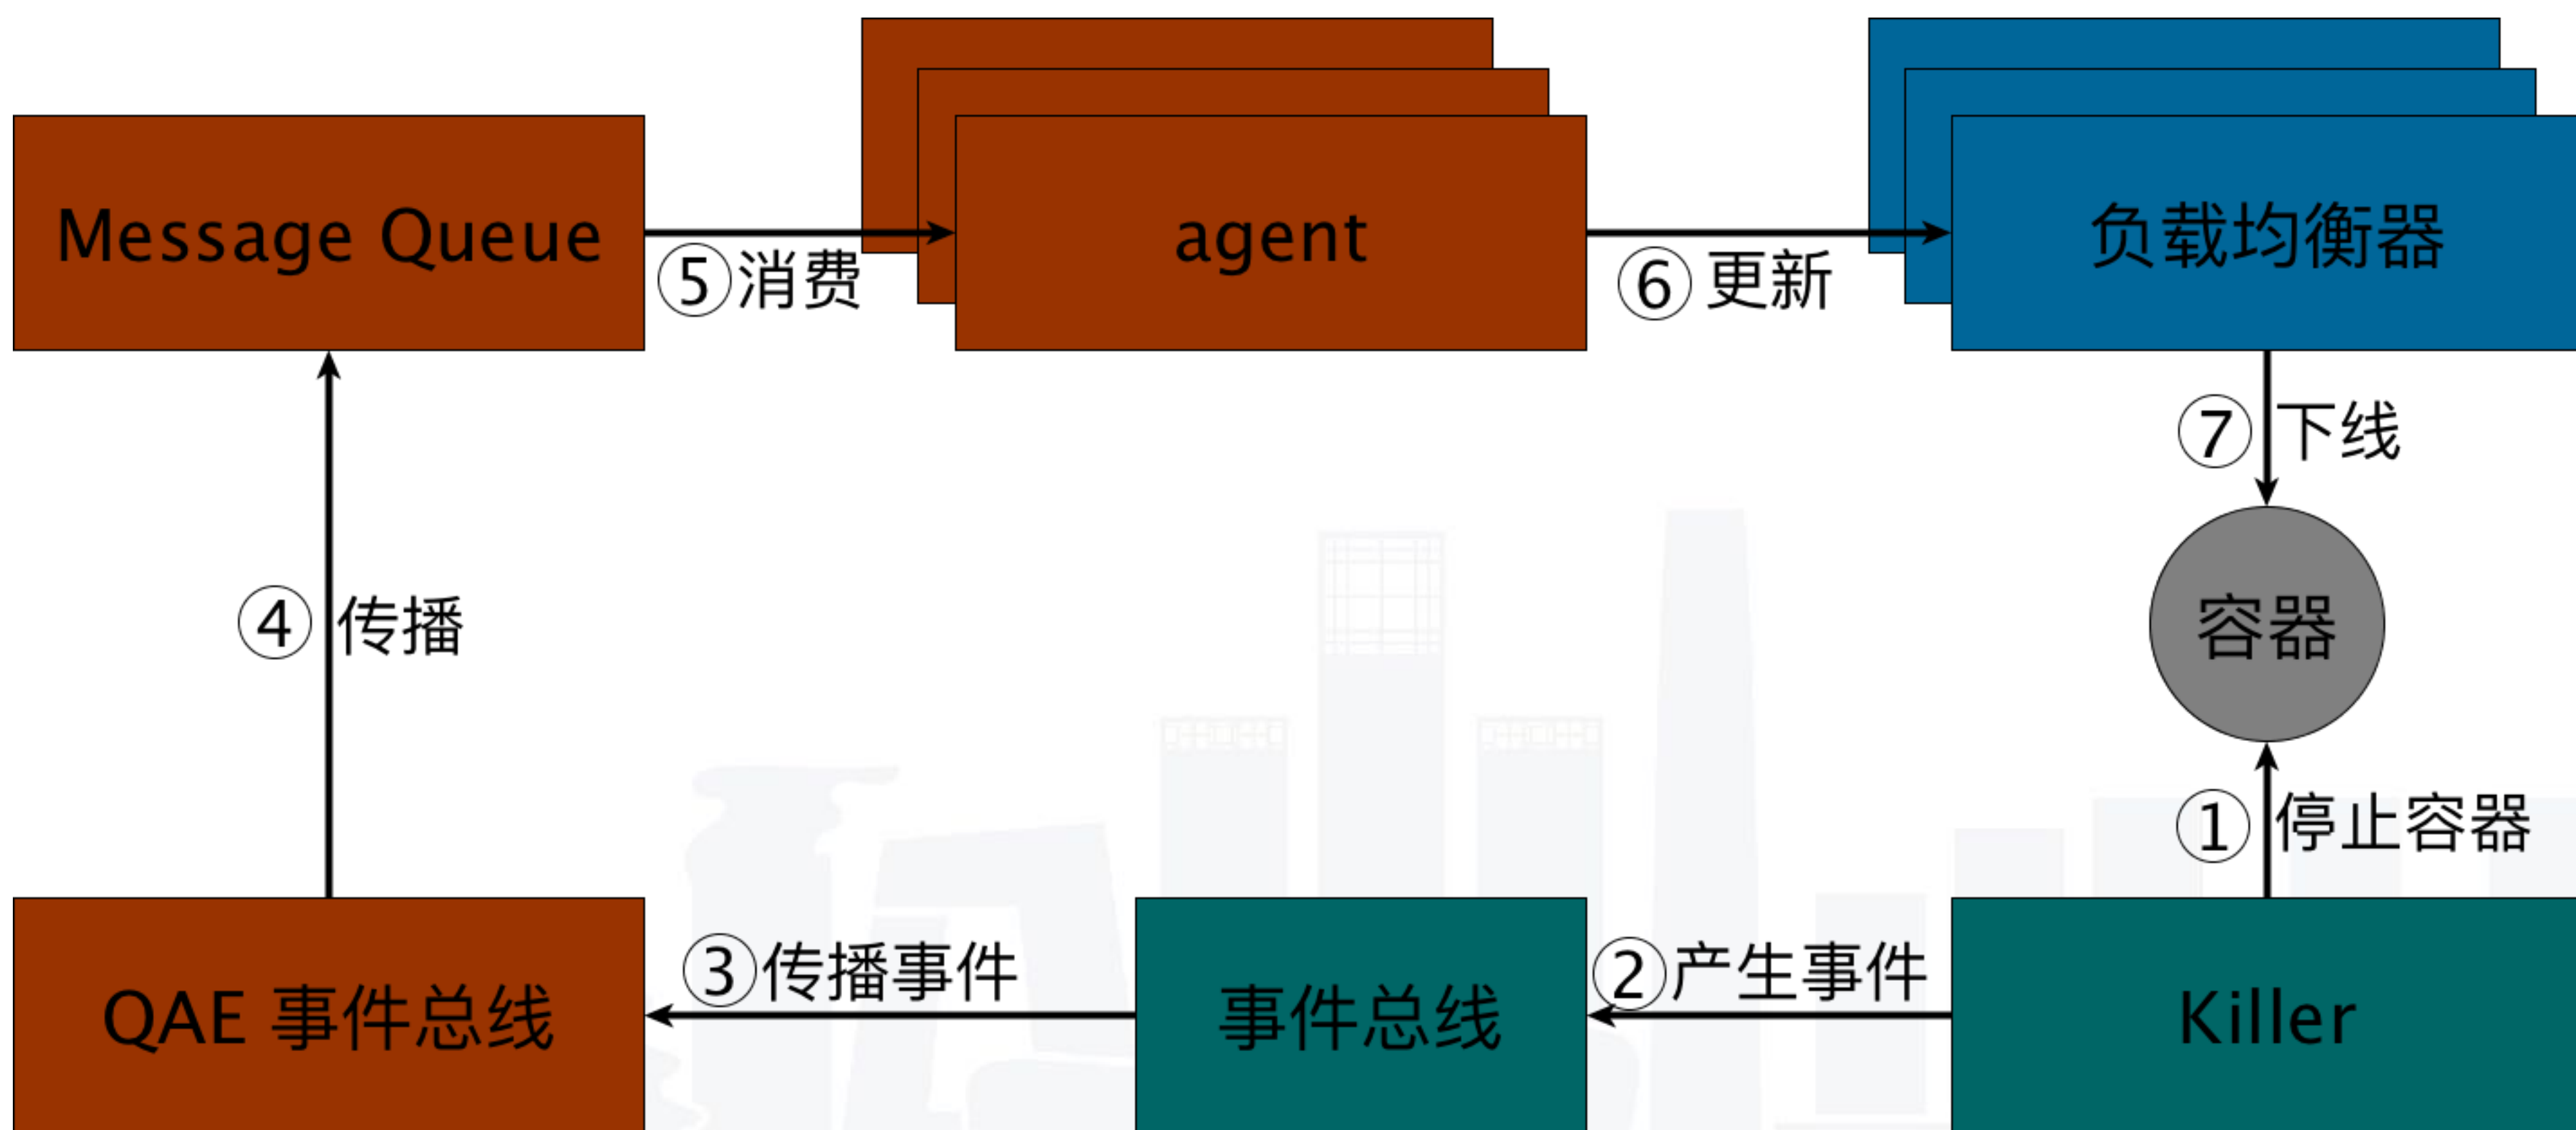 Message Queue
⑤消费
agent
⑥更新
负载均衡器
④传播
⑦下线
容器
①停止容器
QAE 事件总线
③传播事件
事件总线
②产生事件
Killer